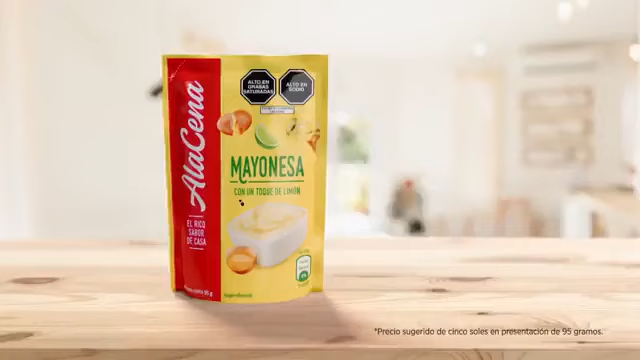 ALTO EN
GRASAS
SATURADAS
ALTO EN
SODIO
AlaCena
MAYONESA
CON UN TOQUE DE LIMÓN
EL RICO
SABOR
DE CASA
*Precio sugerido de cinco soles en presentación de 95 gramos.